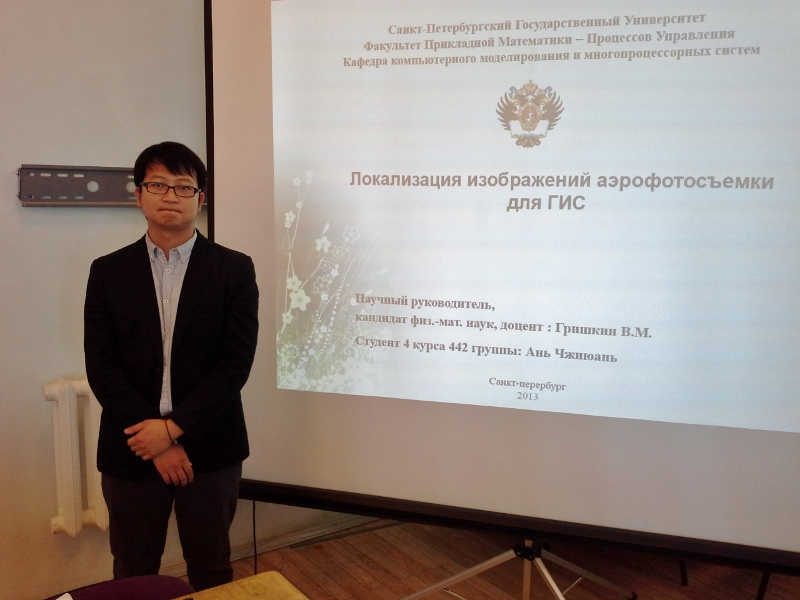 Санкт-Петербургский Государственный Университет
Факультет Прикладной Математики – Процессов Управления
Кафедра компьютерного моделирования и многопроцессорных систем
Локализация изображений аэрофотосъемки
для ГИС
Научный руководитель,
кандидат физ.-мат. наук, доцент : Гришкин В.М.
Студент 4 курса 442 группы: Ань Чжиюань
Санкт-перербург
2013